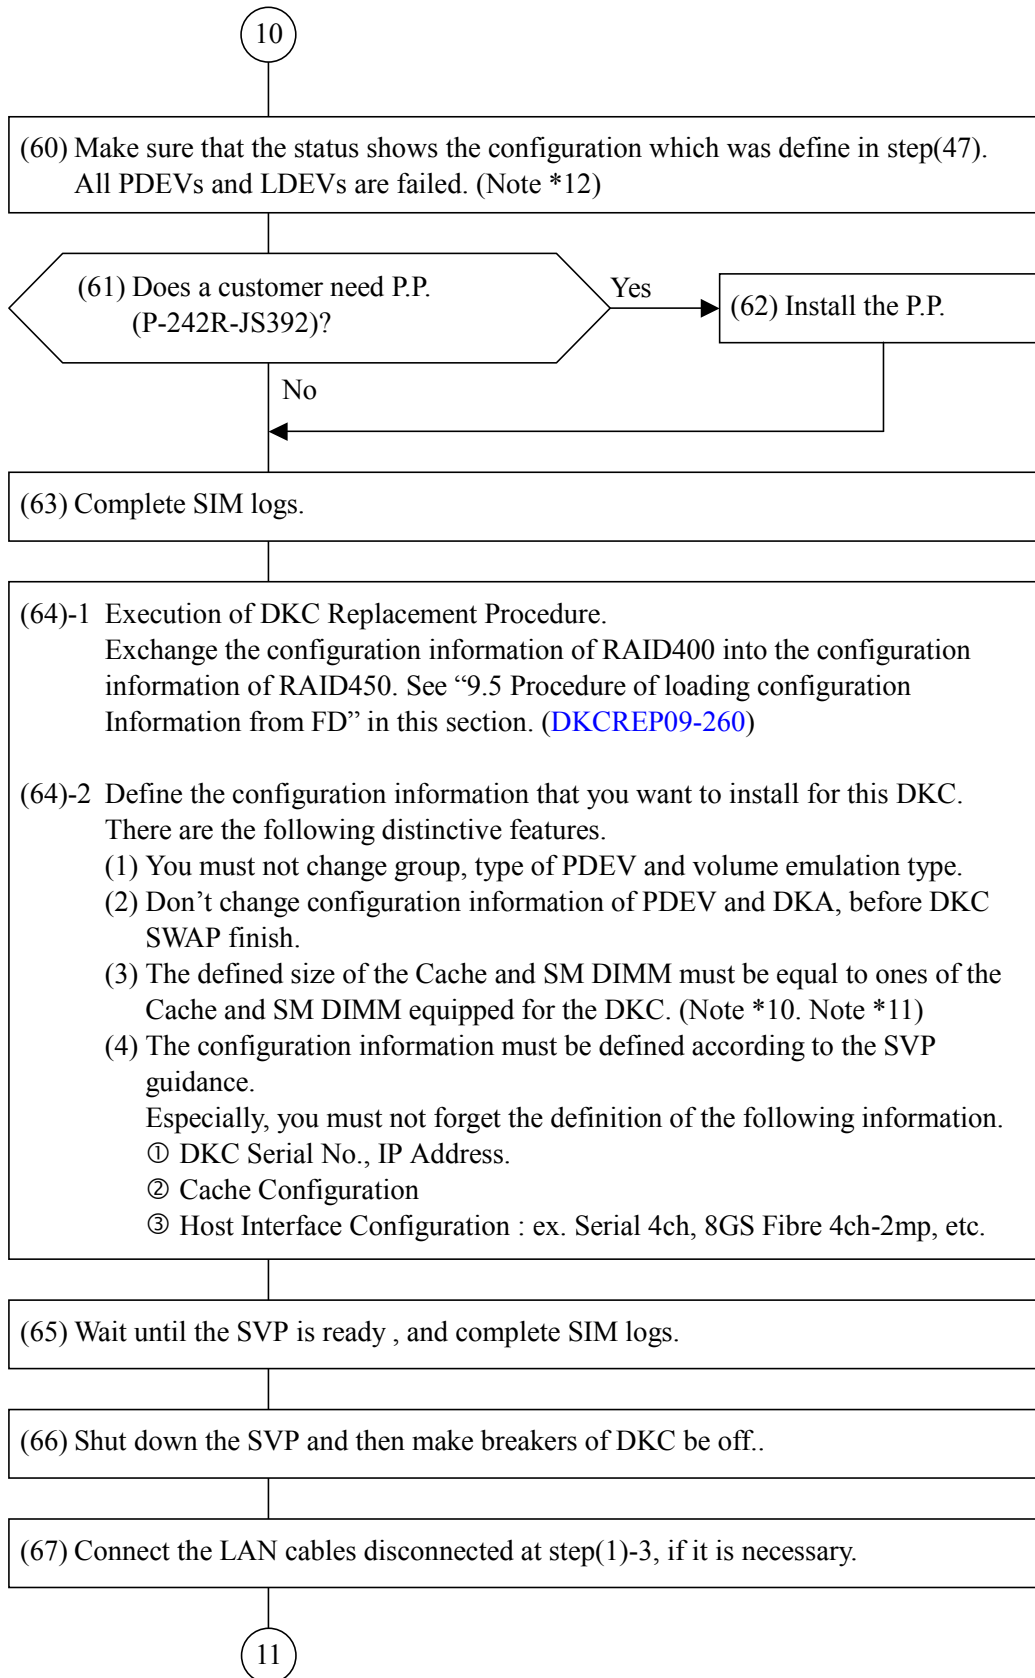 10
(60) Make sure that the status shows the configuration which was define in step(47).
All PDEVs and LDEVs are failed. (Note *12)
(61) Does a customer need P.P.
(P-242R-JS392)?
Yes
(62) Install the P.P.
No
(63) Complete SIM logs.
(64)-1 Execution of DKC Replacement Procedure.
Exchange the configuration information of RAID400 into the configuration
information of RAID450. See “9.5 Procedure of loading configuration
Information from FD” in this section. (DKCREP09-260)
(64)-2 Define the configuration information that you want to install for this DKC.
There are the following distinctive features.
(1) You must not change group, type of PDEV and volume emulation type.
(2) Don’t change configuration information of PDEV and DKA, before DKC
SWAP finish.
(3) The defined size of the Cache and SM DIMM must be equal to ones of the
Cache and SM DIMM equipped for the DKC. (Note *10. Note *11)
(4) The configuration information must be defined according to the SVP
guidance.
Especially, you must not forget the definition of the following information.
① DKC Serial No., IP Address.
② Cache Configuration
③ Host Interface Configuration : ex. Serial 4ch, 8GS Fibre 4ch-2mp, etc.
(65) Wait until the SVP is ready , and complete SIM logs.
(66) Shut down the SVP and then make breakers of DKC be off..
(67) Connect the LAN cables disconnected at step(1)-3, if it is necessary.
11